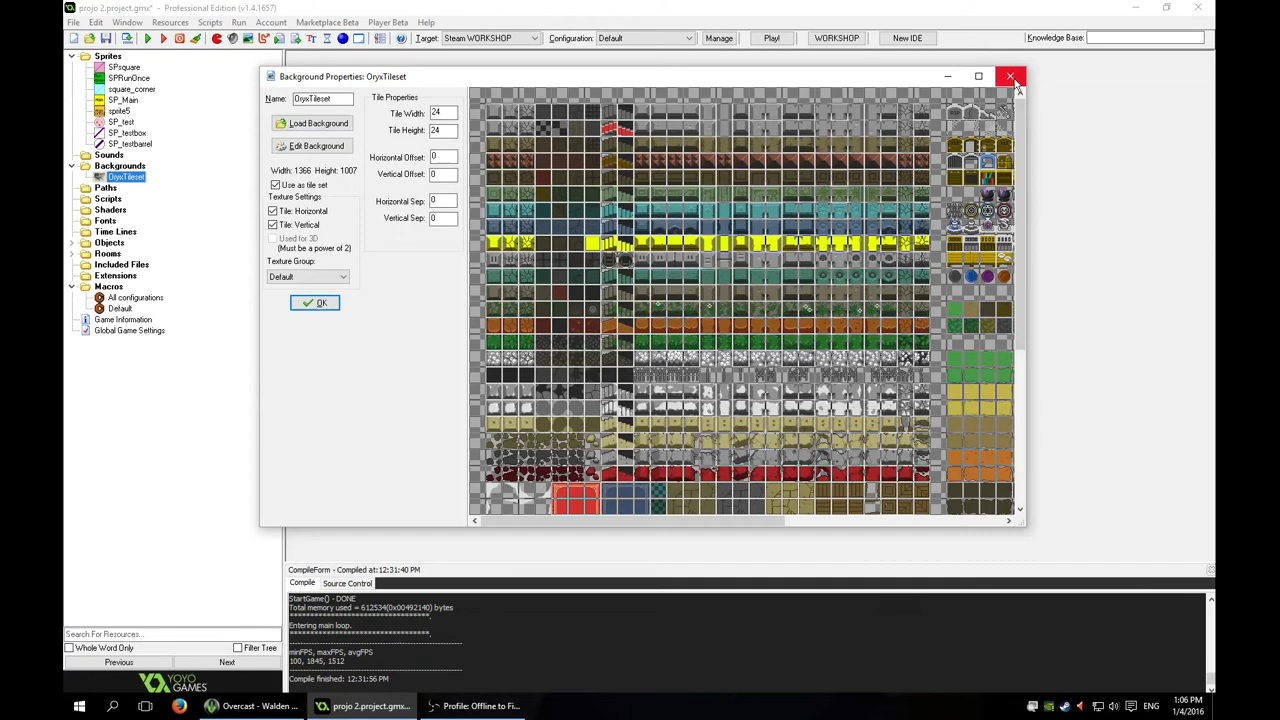 projo 2.project.gmx* - Professional Edition (v1.4.1657)
File Edit Window Resources Scripts Run Account Marketplace Beta Player Beta Help
Target: Steam WORKSHOP Configuration: Default Manage Play! WORKSHOP New IDE Knowledge Base:
Sprites
SPsquare
SPRunOnce
square_corner
SP_Main
sprite5
SP_test
SP_testbox
SP_testbarrel
Sounds
Backgrounds
OryxTileset
Paths
Scripts
Shaders
Fonts
Time Lines
Objects
Rooms
Included Files
Extensions
Macros
All configurations
Default
Game Information
Global Game Settings
Search For Resources...
Whole Word Only Filter Tree
Previous Next
YOYO
GAMES
Background Properties: OryxTileset
Name: OryxTileset
Load Background
Edit Background
Width: 1366 Height: 1007
Use as tile set
Texture Settings
Tile: Horizontal
Tile: Vertical
Used for 3D
(Must be a power of 2)
Texture Group:
Default
OK
Tile Properties
Tile Width: 24
Tile Height: 24
Horizontal Offset: 0
Vertical Offset: 0
Horizontal Sep: 0
Vertical Sep: 0
CompileForm - Compiled at:12:31:40 PM
Compile Source Control
StartGame() - DONE
Total memory used = 612534(0x00492140) bytes
**********************************.
Entering main loop.
**********************************.
minFPS, maxFPS, avgFPS
100, 1845, 1512
Compile finished: 12:31:56 PM
Overcast - Walden ... projo 2.project.gmx... Profile: Offline to Fi... ENG 1:06 PM
1/4/2016